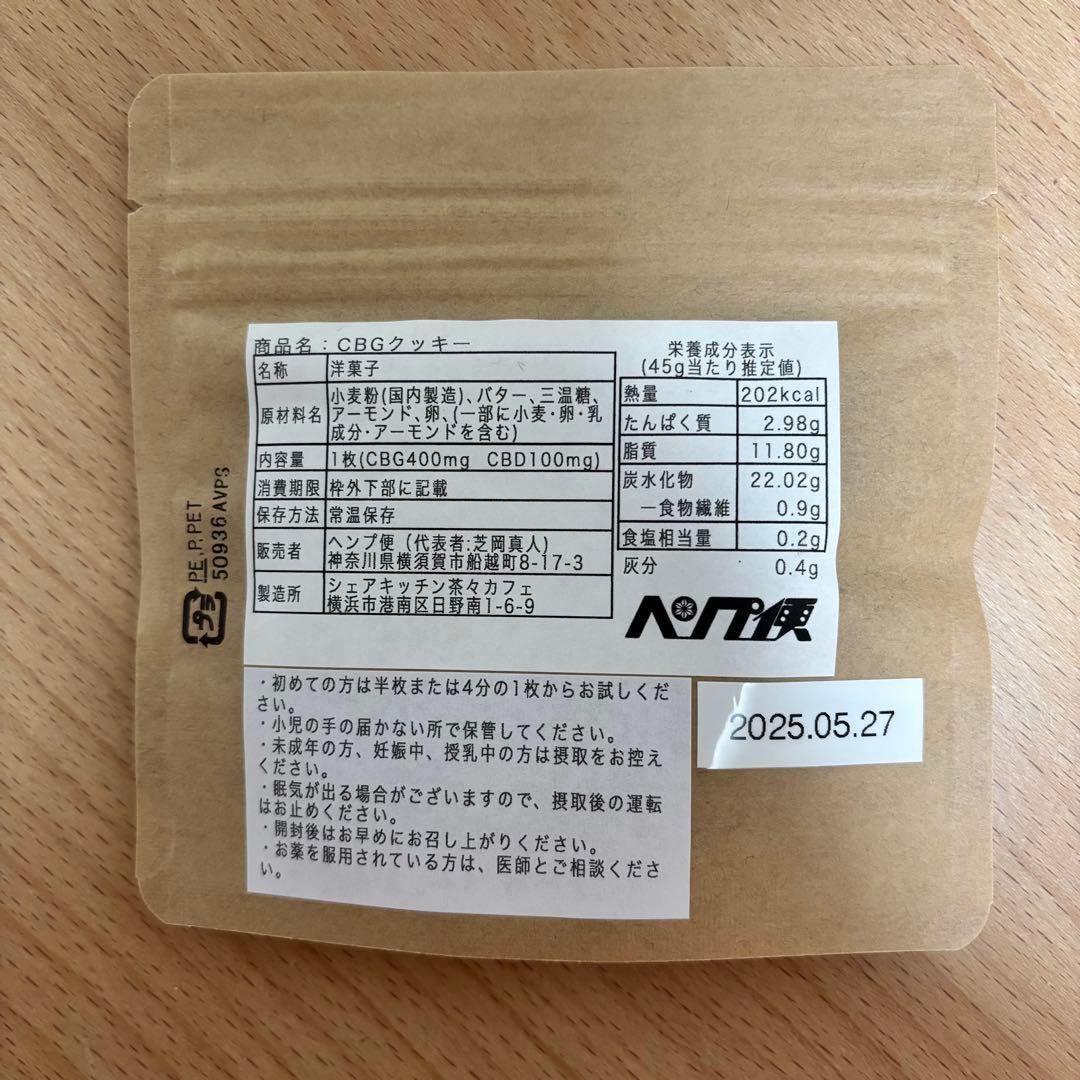 商品名：CBGクッキー
名称 洋菓子
原材料名 小麦粉(国内製造)、バター、三温糖、
アーモンド、卵、(一部に小麦・卵・乳
成分・アーモンドを含む)
内容量 1枚(CBG400mg CBD100mg)
消費期限 枠外下部に記載
保存方法 常温保存
販売者 ヘンプ便（代表者;芝岡真人)
神奈川県横須賀市船越町8-17-3
製造所 シェアキッチン茶々カフェ
横浜市港南区日野南1-6-9
栄養成分表示
(45g当たり推定値)
熱量 202kcal
たんぱく質 2.98g
脂質 11.80g
炭水化物 22.02g
－食物繊維 0.9g
食塩相当量 0.2g
灰分 0.4g
ヘンプ便
・初めての方は半枚または4分の1枚からお試しくだ
さい。
・小児の手の届かない所で保管してください。
・未成年の方、妊娠中、授乳中の方は摂取をお控え
ください。
・眠気が出る場合がございますので、摂取後の運転
はお止めください。
・開封後はお早めにお召し上がりください。
・お薬を服用されている方は、医師とご相談くださ
い。
2025.05.27
プラ
PE,P,PET
50936 AVPS